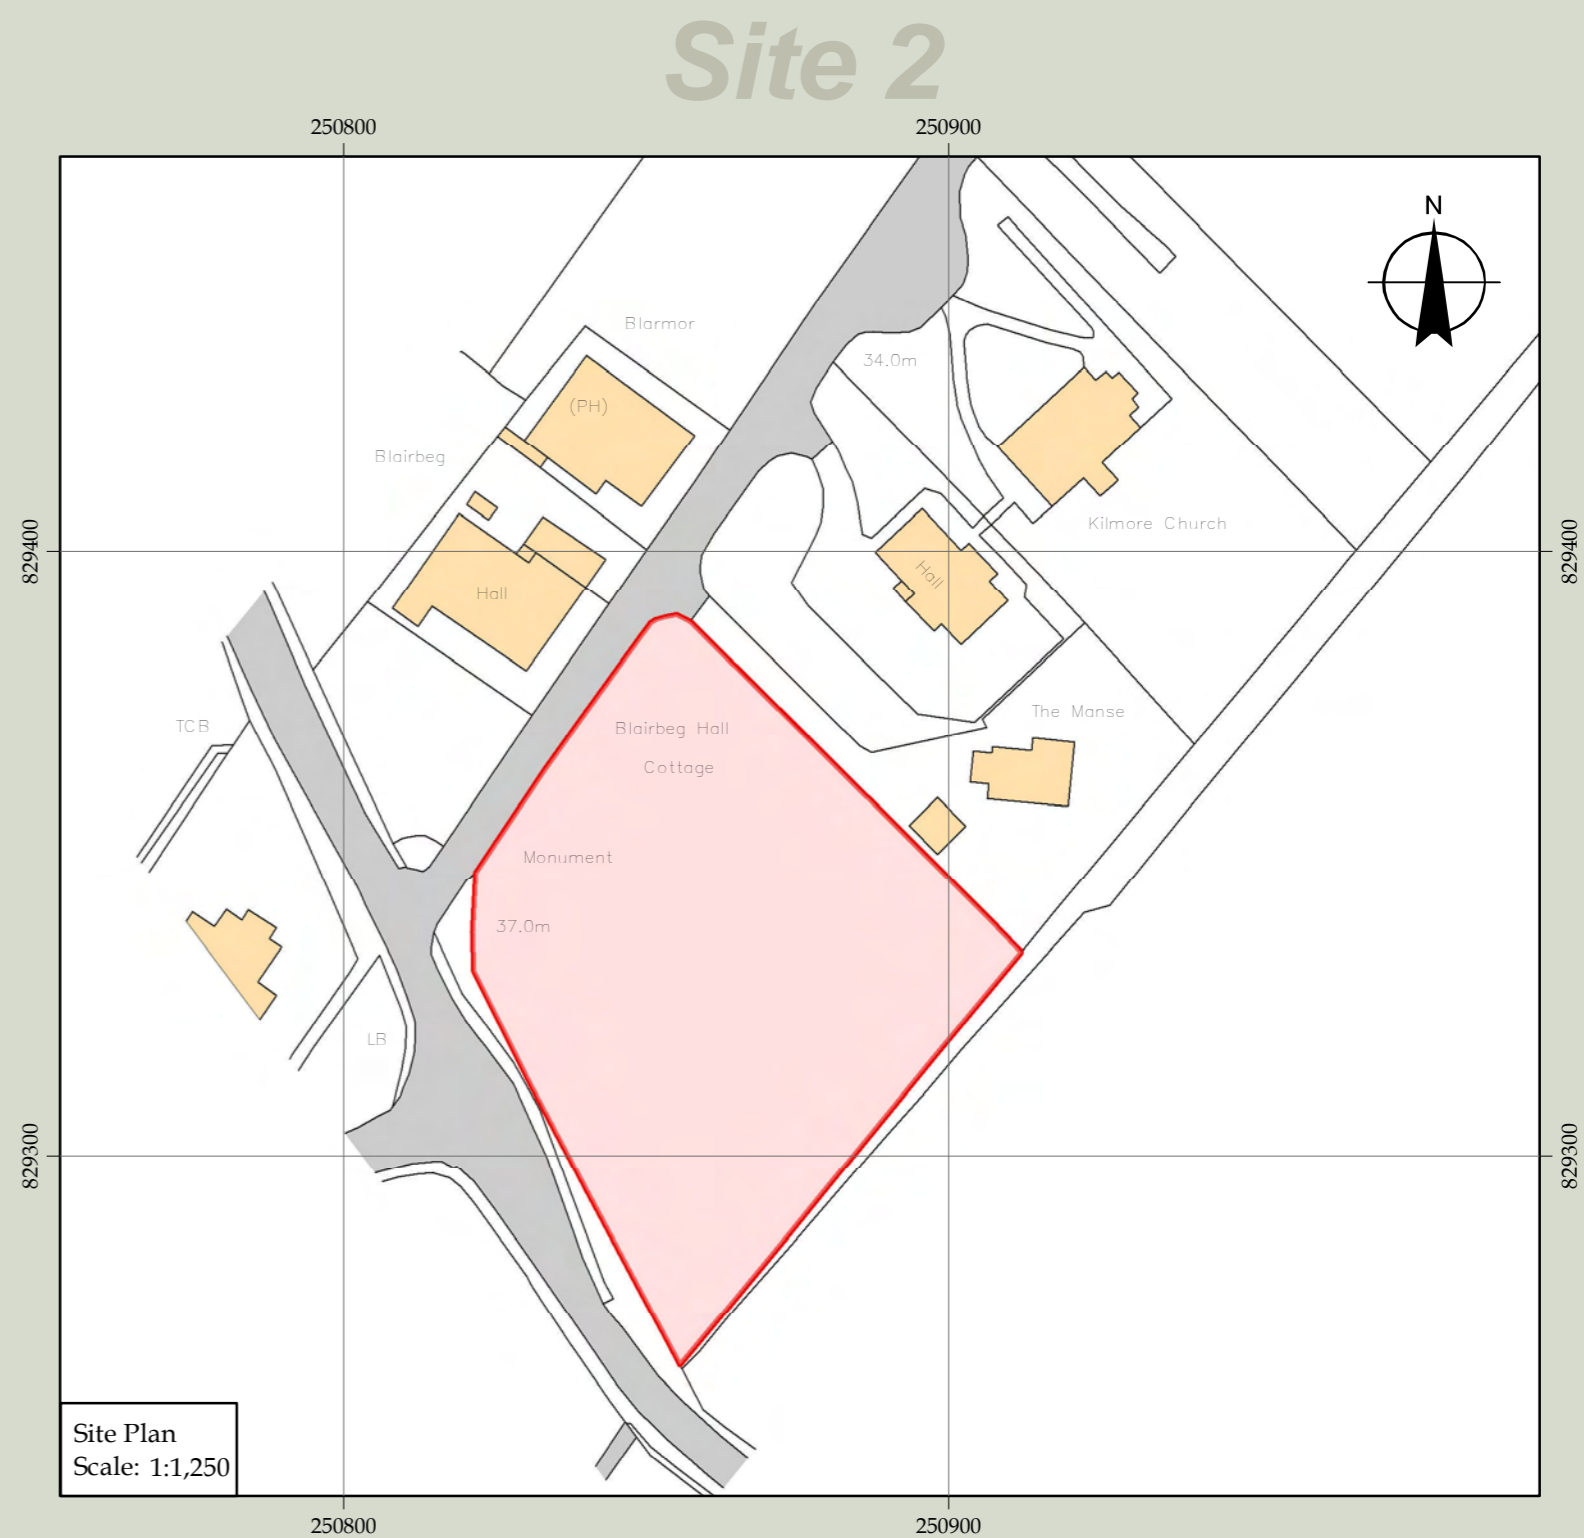 Site 2
250800
250900
N
Blarmor
34.0m
(PH)
Blairbeg
Kilmore Church
829400
829400
Hall
Hall
The Manse
TCB
Blairbeg Hall
Cottage
Monument
37.0m
LB
829300
829300
Site Plan
Scale: 1:1,250
250800
250900